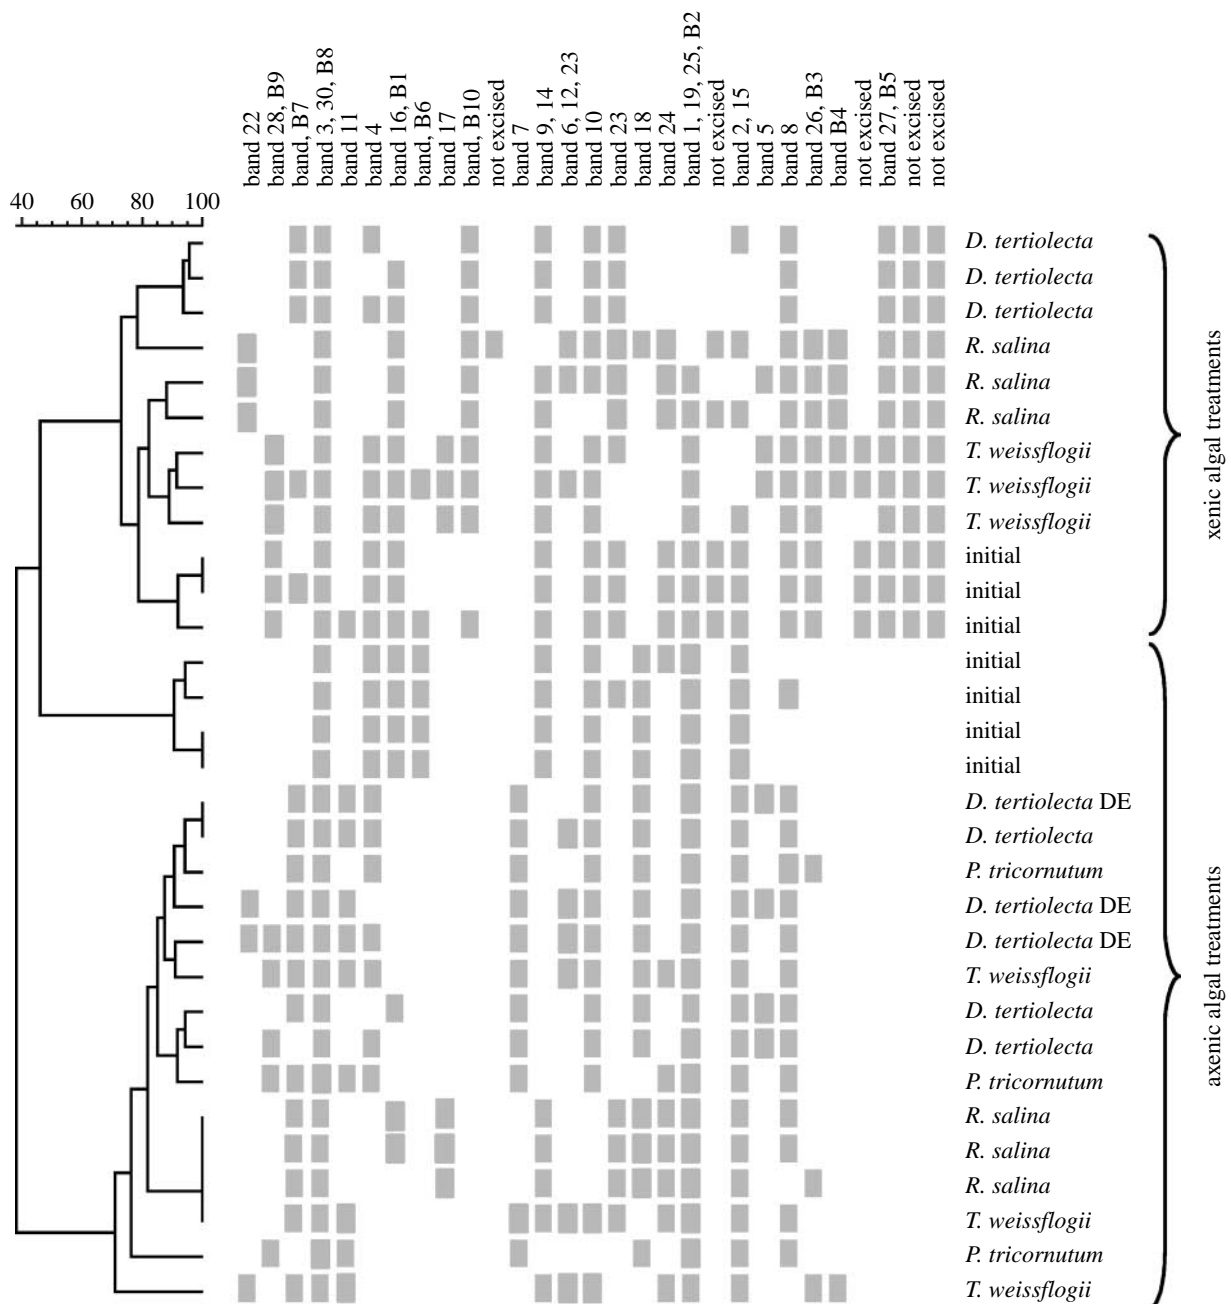 band 22
band 28, B9
band, B7
band 3, 30, B8
band 11
band 4
band 16, B1
band, B6
band 17
band, B10
not excised
band 7
band 9, 14
band 6, 12, 23
band 10
band 23
band 18
band 24
band 1, 19, 25, B2
not excised
band 2, 15
band 5
band 8
band 26, B3
band B4
not excised
band 27, B5
not excised
not excised
40 60 80 100
D. tertiolecta
D. tertiolecta
D. tertiolecta
R. salina
R. salina
R. salina
T. weissflogii
T. weissflogii
T. weissflogii
initial
initial
initial
xenic algal treatments
initial
initial
initial
initial
D. tertiolecta DE
D. tertiolecta
P. tricornutum
D. tertiolecta DE
D. tertiolecta DE
T. weissflogii
D. tertiolecta
D. tertiolecta
P. tricornutum
R. salina
R. salina
R. salina
T. weissflogii
P. tricornutum
T. weissflogii
axenic algal treatments